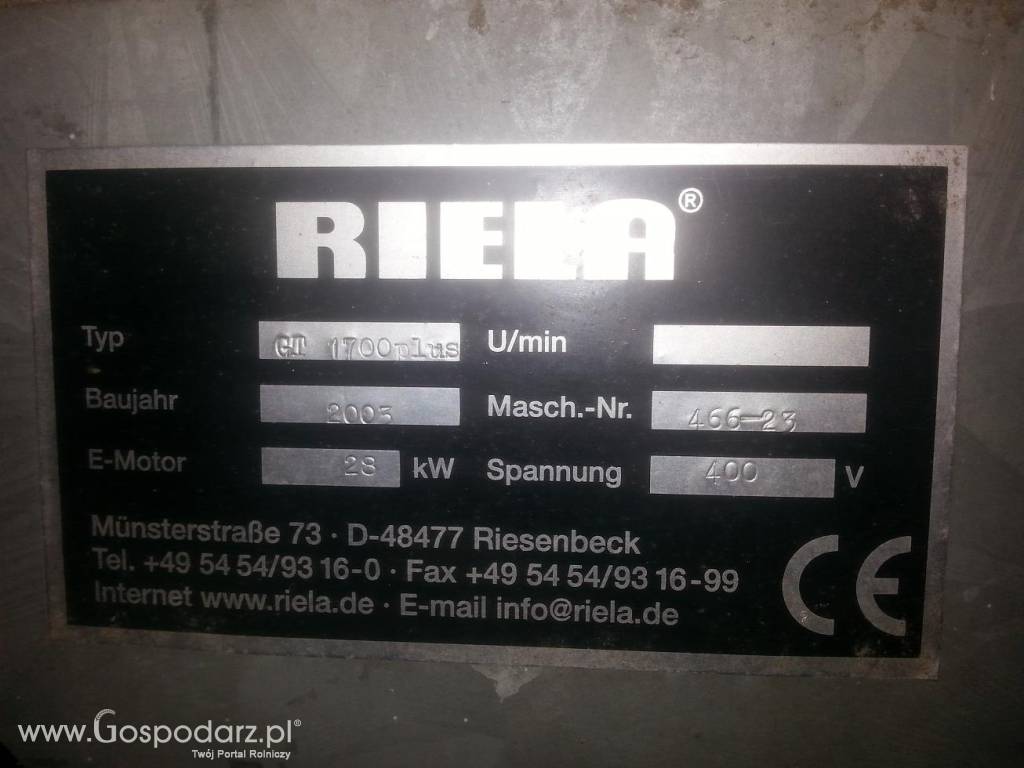 RIELA®
Typ GT 1700plus U/min
Baujahr 2003 Masch.-Nr. 466-23
E-Motor 28 kW Spannung 400 V
Münsterstraße 73 · D-48477 Riesenbeck
Tel. +49 54 54/93 16-0 · Fax +49 54 54/93 16-99
Internet www.riela.de · E-mail info@riela.de
CE
www.Gospodarz.pl®
Twój Portal Rolniczy